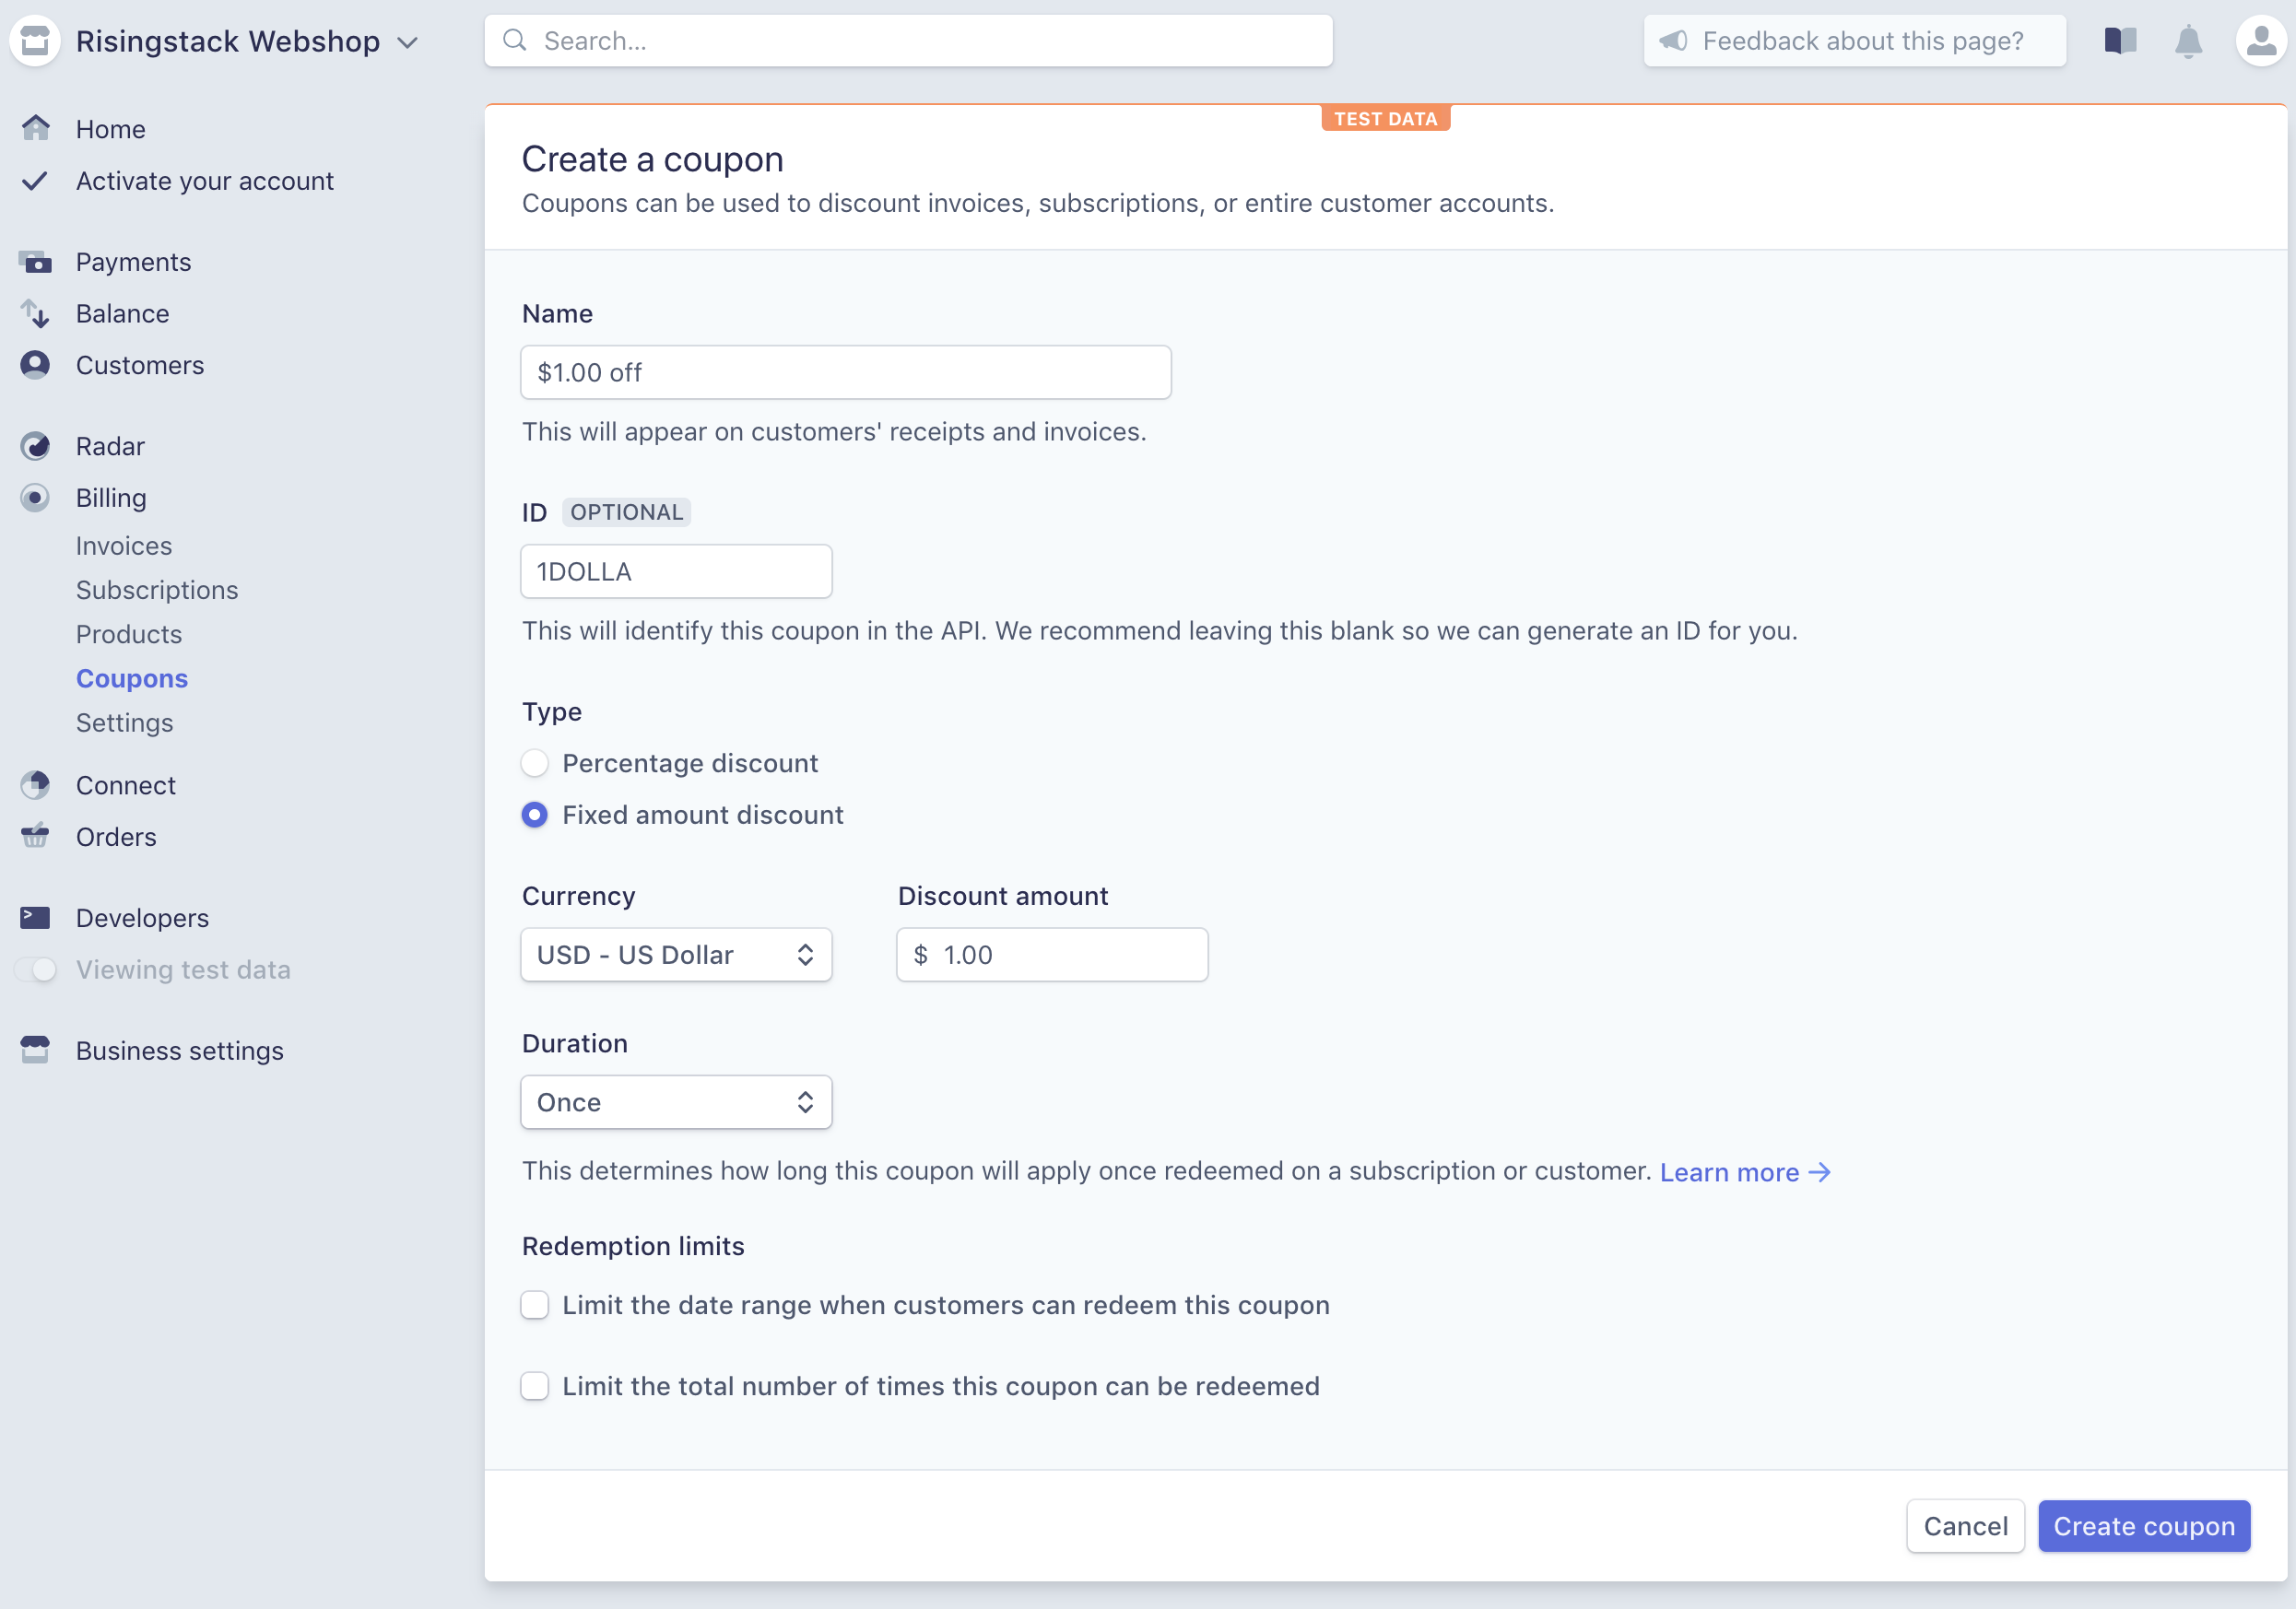 Risingstack Webshop
Search...
Feedback about this page?
Home
Activate your account
Payments
Balance
Customers
Radar
Billing
Invoices
Subscriptions
Products
Coupons
Settings
Connect
Orders
Developers
Viewing test data
Business settings
TEST DATA
Create a coupon
Coupons can be used to discount invoices, subscriptions, or entire customer accounts.
Name
$1.00 off
This will appear on customers' receipts and invoices.
ID OPTIONAL
1DOLLA
This will identify this coupon in the API. We recommend leaving this blank so we can generate an ID for you.
Type
Percentage discount
Fixed amount discount
Currency Discount amount
USD - US Dollar $ 1.00
Duration
Once
This determines how long this coupon will apply once redeemed on a subscription or customer. Learn more →
Redemption limits
Limit the date range when customers can redeem this coupon
Limit the total number of times this coupon can be redeemed
Cancel Create coupon